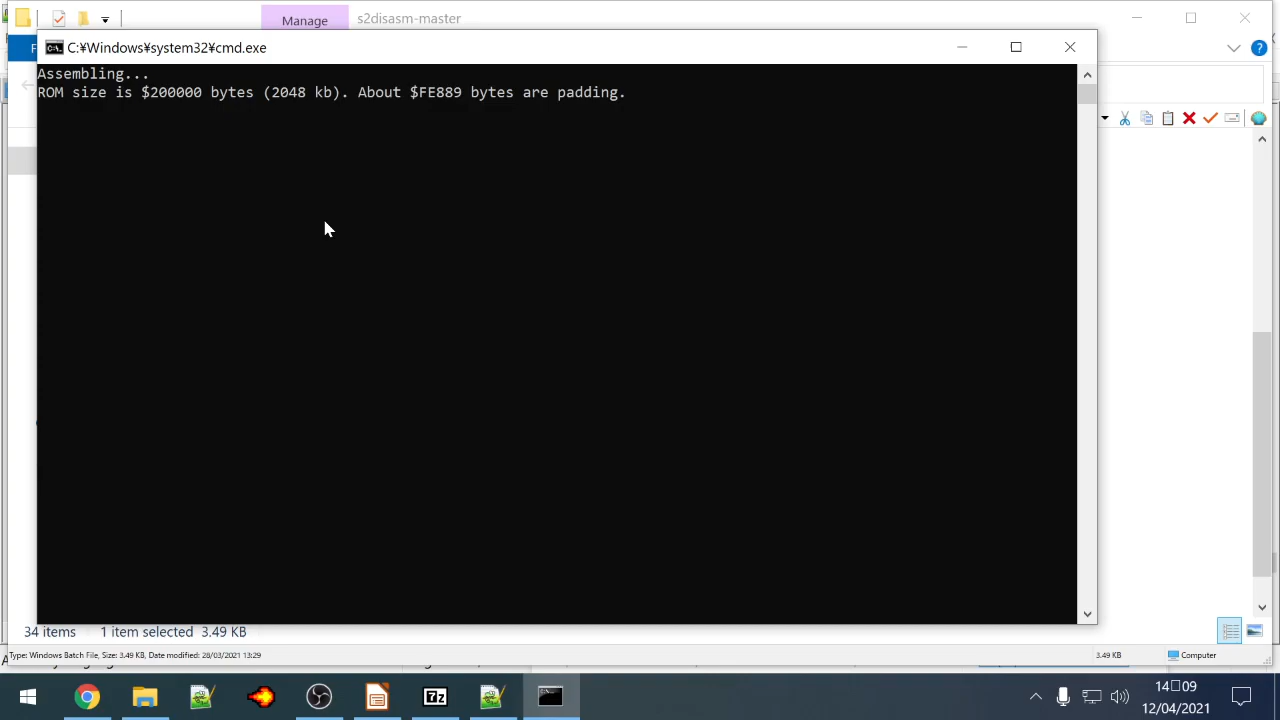 Manage
s2disasm-master
F
C:¥Windows¥system32¥cmd.exe
Assembling...
ROM size is $200000 bytes (2048 kb). About $FE889 bytes are padding.
34 items 1 item selected 3.49 KB
Type: Windows Batch File, Size: 3.49 KB, Date modified: 28/03/2021 13:29
3.49 KB
Computer
7z
14□09
12/04/2021